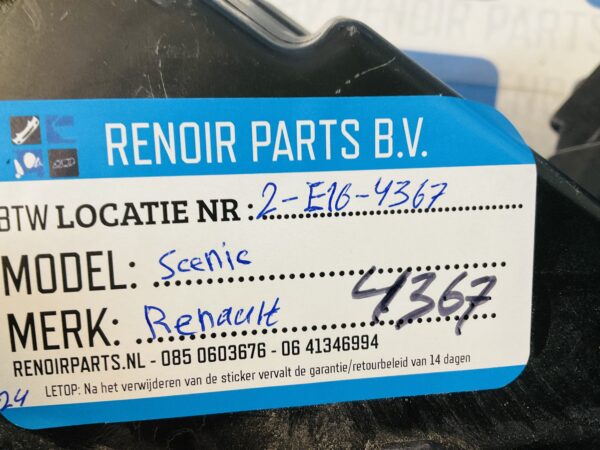 RENOIR PARTS B.V.
BTW LOCATIE NR : 2-E16-4367
MODEL: Scenic
MERK: Renault 4367
RENOIRPARTS.NL - 085 0603676 - 06 41346994
LETOP: Na het verwijderen van de sticker vervalt de garantie/retourbeleid van 14 dagen
24